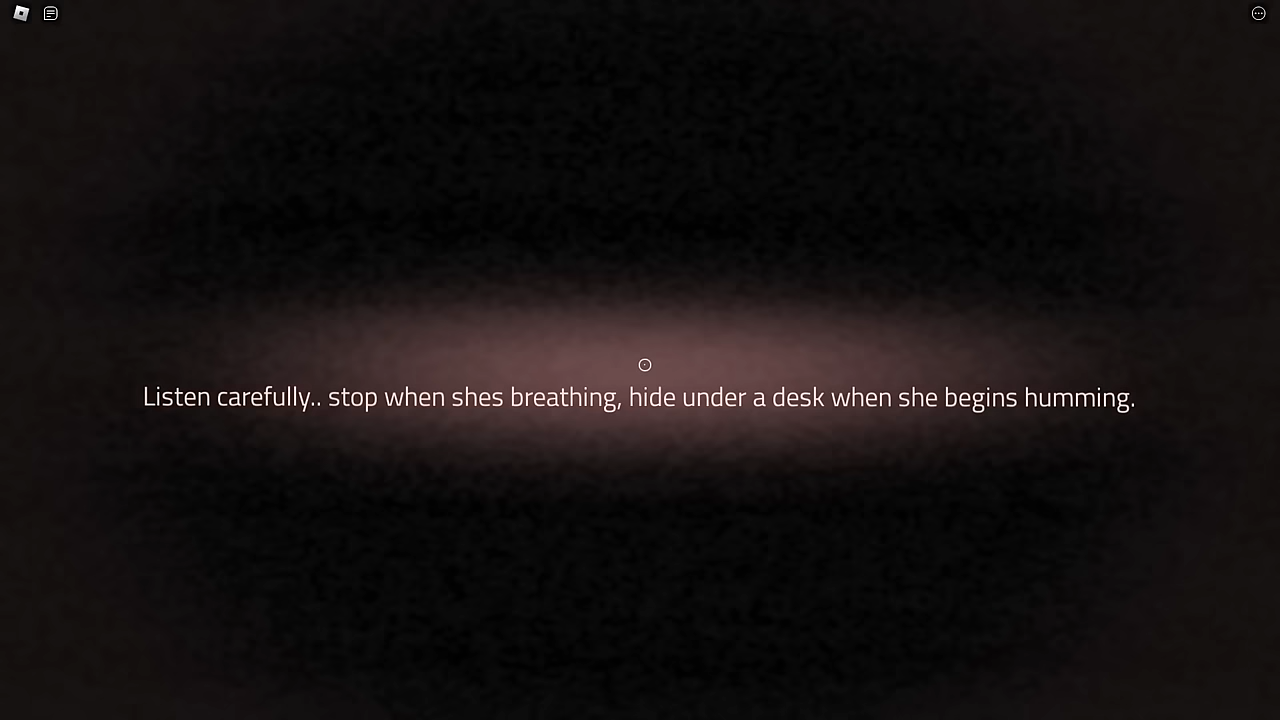 Listen carefully.. stop when shes breathing, hide under a desk when she begins humming.